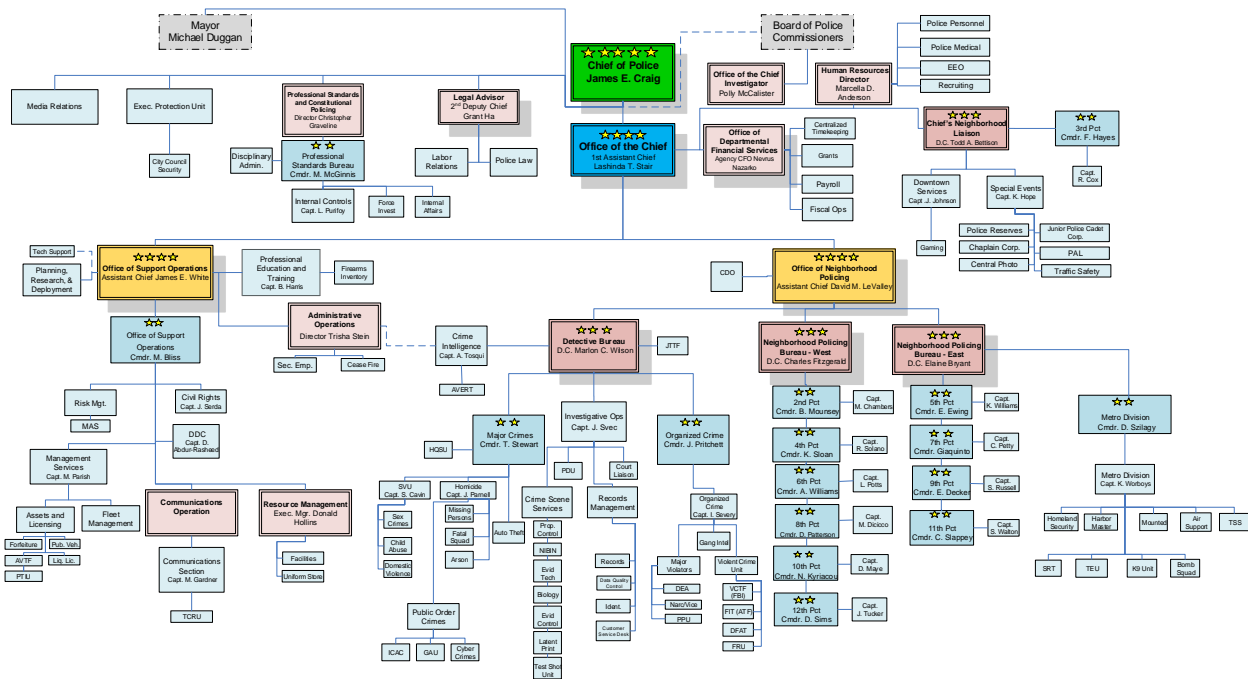 Mayor
Michael Duggan
Board of Police
Commissioners
Chief of Police
James E. Craig
Office of the Chief
Investigator
Polly McCalister
Human Resources
Director
Marcella D.
Anderson
Police Personnel
Police Medical
EEO
Recruiting
Media Relations
Exec. Protection Unit
City Council
Security
Professional Standards
and Constitutional
Policing
Director Christopher
Graveline
Legal Advisor
2nd Deputy Chief
Grant Ha
Labor
Relations
Police Law
Disciplinary
Admin.
Professional
Standards Bureau
Cmdr. M. McGinnis
Internal Controls
Capt. L. Purifoy
Force
Invest
Internal
Affairs
Office of the Chief
1st Assistant Chief
Lashinda T. Stair
Office of
Departmental
Financial Services
Agency CFO Nevrus
Nazarko
Centralized
Timekeeping
Grants
Payroll
Fiscal Ops
Chief's Neighborhood
Liaison
D.C. Todd A. Bettison
3rd Pct
Cmdr. F. Hayes
Capt.
R. Cox
Downtown
Services
Capt .J. Johnson
Gaming
Special Events
Capt. K. Hope
Police Reserves
Chaplain Corp.
Central Photo
Junior Police Cadet
Corp.
PAL
Traffic Safety
Tech Support
Planning,
Research, &
Deployment
Office of Support Operations
Assistant Chief James E. White
Professional
Education and
Training
Capt. B. Harris
Firearms
Inventory
Office of Support
Operations
Cmdr. M. Bliss
Administrative
Operations
Director Trisha Stein
Sec. Emp.
Cease Fire
CDO
Office of Neighborhood
Policing
Assistant Chief David M. LeValley
Crime
Intelligence
Capt. A. Tosqui
AVERT
Detective Bureau
D.C. Marlon C. Wilson
JTTF
Neighborhood Policing
Bureau - West
D.C. Charles Fitzgerald
Neighborhood Policing
Bureau - East
D.C. Elaine Bryant
Risk Mgt.
MAS
Civil Rights
Capt. J. Serda
DDC
Capt. D.
Abdur-Rasheed
Management
Services
Capt. M. Parish
Assets and
Licensing
Fleet
Management
Forfeiture
Pub. Veh.
AVTF
Liq. Lic.
PTIU
Communications
Operation
Communications
Section
Capt. M. Gardner
TCRU
Resource Management
Exec. Mgr. Donald
Hollins
Facilities
Uniform Store
Major Crimes
Cmdr. T. Stewart
HQSU
SVU
Capt. S. Cavin
Sex
Crimes
Child
Abuse
Domestic
Violence
Homicide
Capt. J. Parnell
Missing
Persons
Fatal
Squad
Arson
Auto Theft
Public Order
Crimes
ICAC
GAU
Cyber
Crimes
Investigative Ops
Capt. J. Svec
PDU
Court
Liaison
Crime Scene
Services
Prop.
Control
NIBIN
Evid
Tech
Biology
Evid
Control
Latent
Print
Test Shot
Unit
Records
Management
Records
Data Quality
Control
Ident.
Customer
Service Desk
Organized Crime
Cmdr. J. Pritchett
Organized
Crime
Capt. I. Severy
Gang Intel
Major
Violators
DEA
Narc/Vice
PPU
Violent Crime
Unit
VCTF
(FBI)
FIT (ATF)
DFAT
FRU
2nd Pct
Cmdr. B. Moursey
Capt.
M. Chambers
4th Pct
Cmdr. K. Sloan
Capt.
R. Solano
6th Pct
Cmdr. A. Williams
Capt.
L. Potts
8th Pct
Cmdr. D. Patterson
Capt.
M. Dicicco
10th Pct
Cmdr. N. Kyriacou
Capt.
D. Maye
12th Pct
Cmdr. D. Sims
Capt.
J. Tucker
5th Pct
Cmdr. E. Ewing
Capt.
K. Williams
7th Pct
Cmdr. Giaquinto
Capt.
C. Petty
9th Pct
Cmdr. E. Decker
Capt.
S. Russell
11th Pct
Cmdr. C. Slappey
Capt.
S. Walton
Metro Division
Cmdr. D. Szilagy
Metro Division
Capt. K. Worboys
Homeland
Security
Harbor
Master
Mounted
Air
Support
TSS
SRT
TEU
K9 Unit
Bomb
Squad